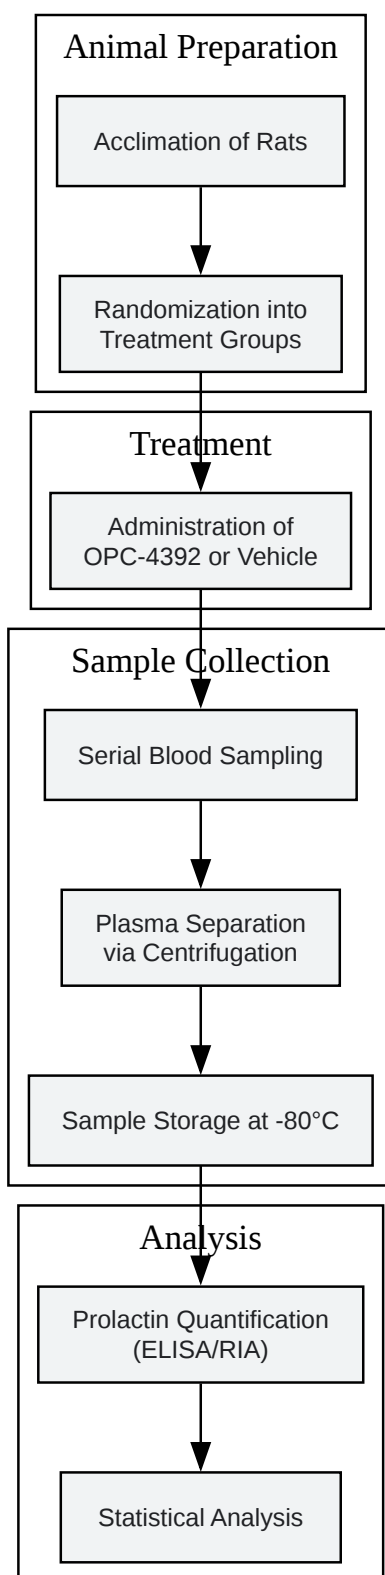 Animal Preparation
Acclimation of Rats
Randomization into
Treatment Groups
Treatment
Administration of
OPC-4392 or Vehicle
Sample Collection
Serial Blood Sampling
Plasma Separation
via Centrifugation
Sample Storage at -80°C
Analysis
Prolactin Quantification
(ELISA/RIA)
Statistical Analysis